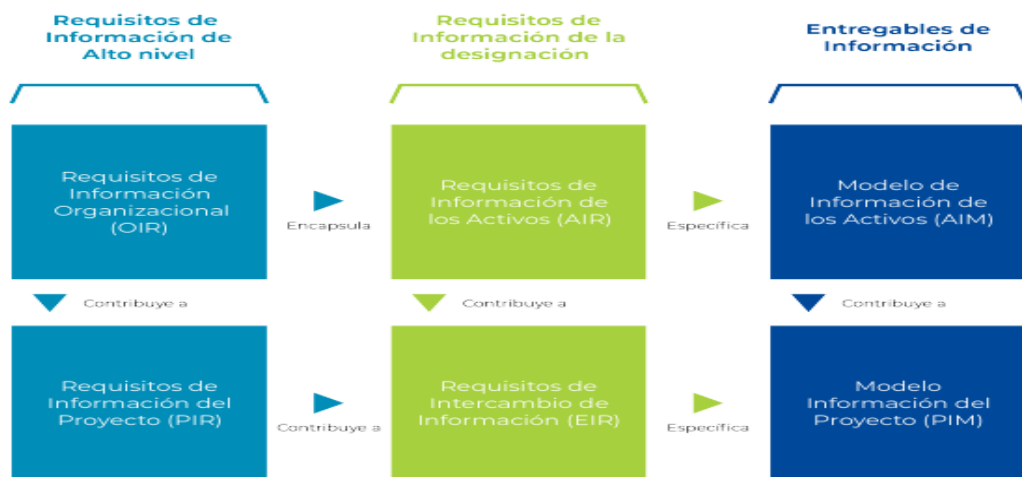 Requisitos de
Información de
Alto nivel
Requisitos de
Información de la
designación
Entregables de
Información
Requisitos de
Información
Organizacional
(OIR)
Encapsula
Requisitos de
Información de
los Activos (AIR)
Específica
Modelo de
Información de
los Activos (AIM)
Contribuye a
Contribuye a
Contribuye a
Requisitos de
Información del
Proyecto (PIR)
Contribuye a
Requisitos de
Intercambio de
Información (EIR)
Específica
Modelo
Información del
Proyecto (PIM)